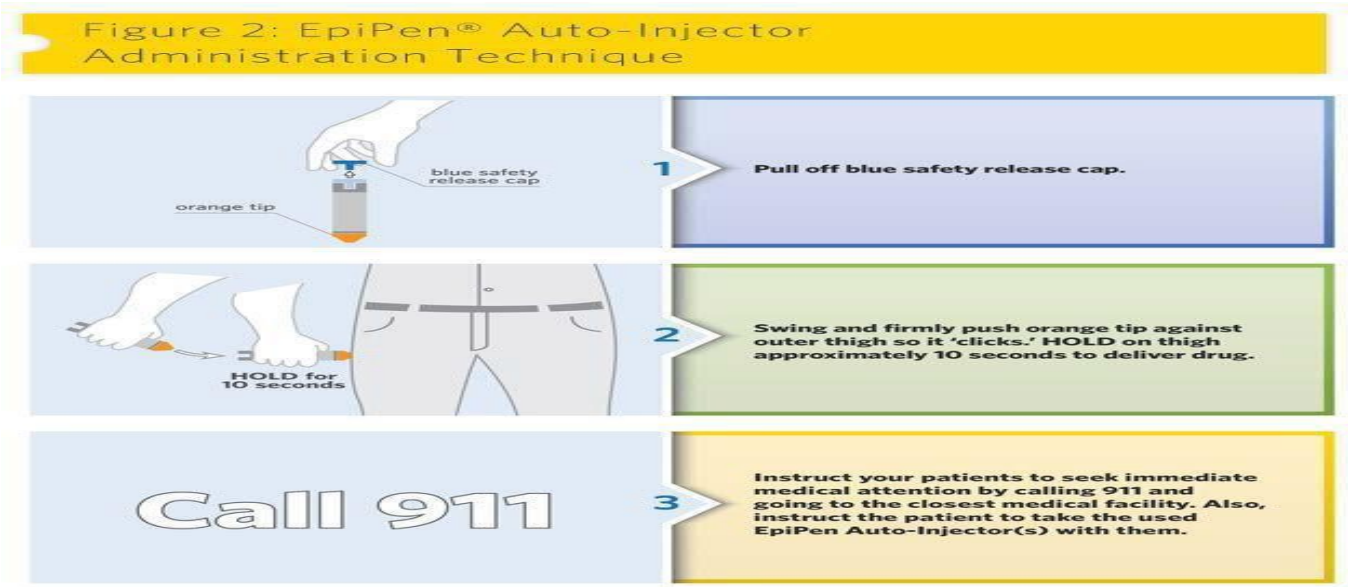 Figure 2: EpiPen® Auto-Injector
Administration Technique
blue safety
release cap
orange tip
1
Pull off blue safety release cap.
HOLD for
10 seconds
2
Swing and firmly push orange tip against
outer thigh so it ‘clicks.’ HOLD on thigh
approximately 10 seconds to deliver drug.
Call 911
3
Instruct your patients to seek immediate
medical attention by calling 911 and
going to the closest medical facility. Also,
instruct the patient to take the used
EpiPen Auto-Injector(s) with them.